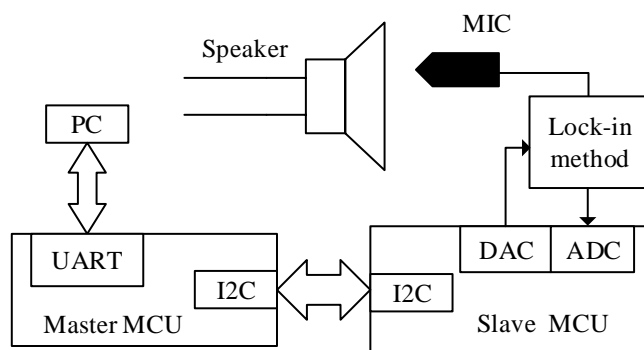 MIC
Speaker
PC
Lock-in
method
UART
DAC
ADC
I2C
I2C
Master MCU
Slave MCU